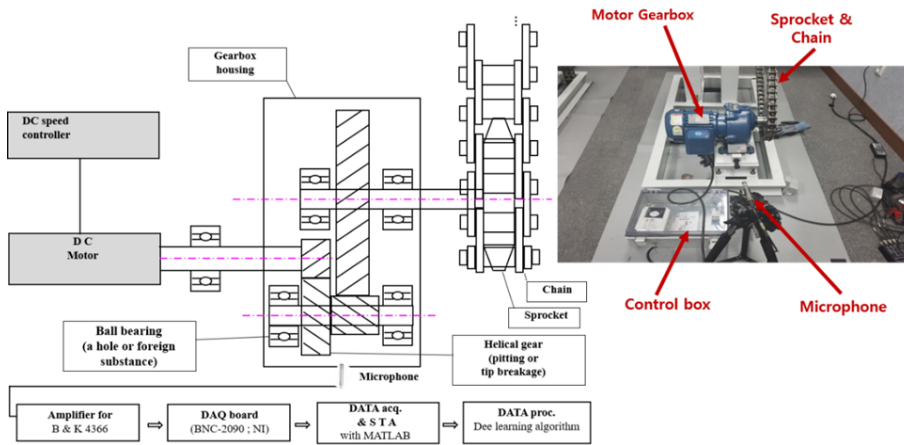 Motor Gearbox
Sprocket &
Chain
Gearbox
housing
DC speed
controller
D C
Motor
Chain
Sprocket
Control box
Microphone
Ball bearing
(a hole or foreign
substance)
Helical gear
(pitting or
tip breakage)
Microphone
Amplifier for
B & K 4366
DAQ board
(BNC-2090 ; NI)
DATA acq.
& S T A
with MATLAB
DATA proc.
Dee learning algorithm